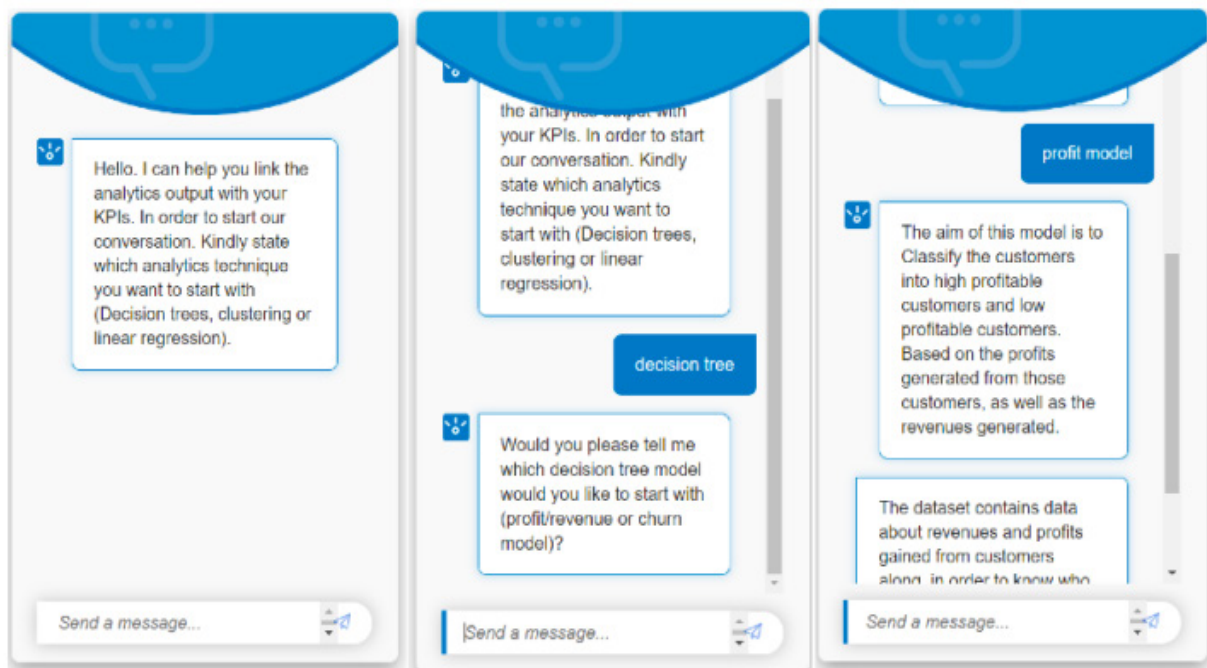 Hello. I can help you link the
analytics output with your
KPIs. In order to start our
conversation. Kindly state
which analytics technique
you want to start with
(Decision trees, clustering or
linear regression).
Send a message...
the analytics output with
your KPIs. In order to start
our conversation. Kindly
state which analytics
technique you want to
start with (Decision trees,
clustering or linear
regression).
decision tree
Would you please tell me
which decision tree model
would you like to start with
(profit/revenue or churn
model)?
Send a message...
profit model
The aim of this model is to
Classify the customers
into high profitable
customers and low
profitable customers.
Based on the profits
generated from those
customers, as well as the
revenues generated.
The dataset contains data
about revenues and profits
gained from customers
along, in order to know who
Send a message...